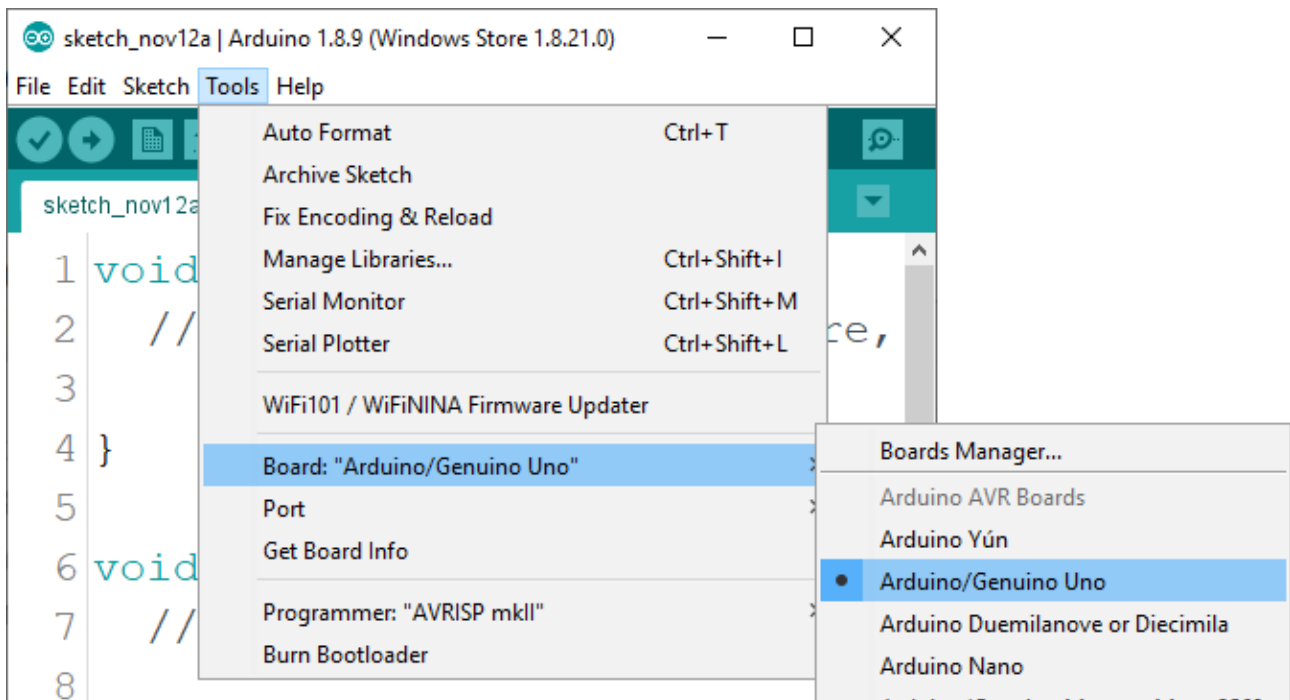 sketch_nov12a | Arduino 1.8.9 (Windows Store 1.8.21.0)
File Edit Sketch Tools Help
sketch_nov12a
Auto Format Ctrl+T
Archive Sketch
Fix Encoding & Reload
Manage Libraries... Ctrl+Shift+I
Serial Monitor Ctrl+Shift+M
Serial Plotter Ctrl+Shift+L
WiFi101 / WiFiNINA Firmware Updater
Board: "Arduino/Genuino Uno"
Port
Get Board Info
Programmer: "AVRISP mkII"
Burn Bootloader
1 void
2 // re,
3
4 }
5
6 void
7 //
8
Boards Manager...
Arduino AVR Boards
Arduino Yún
Arduino/Genuino Uno
Arduino Duemilanove or Diecimila
Arduino Nano